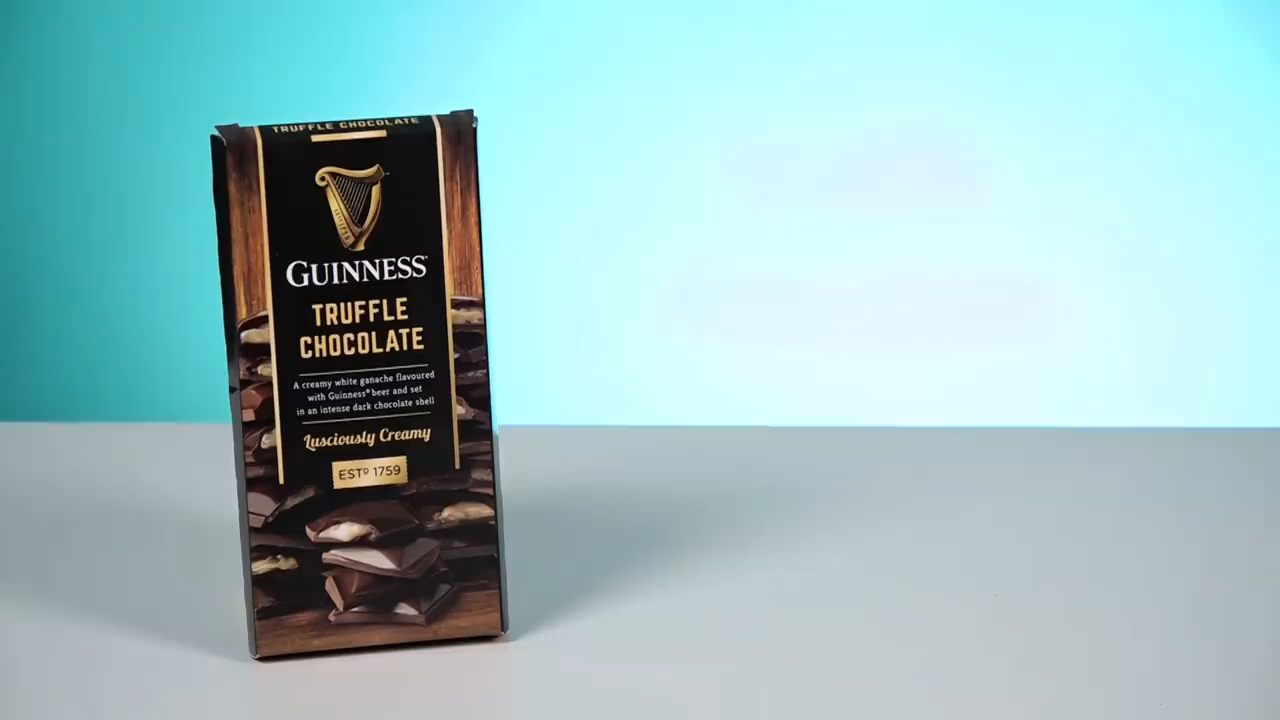 TRUFFLE CHOCOLATE
GUINNESS
TRUFFLE
CHOCOLATE
A creamy white ganache flavoured
with Guinness® beer and set
in an intense dark chocolate shell
Lusciously Creamy
ESTD 1759